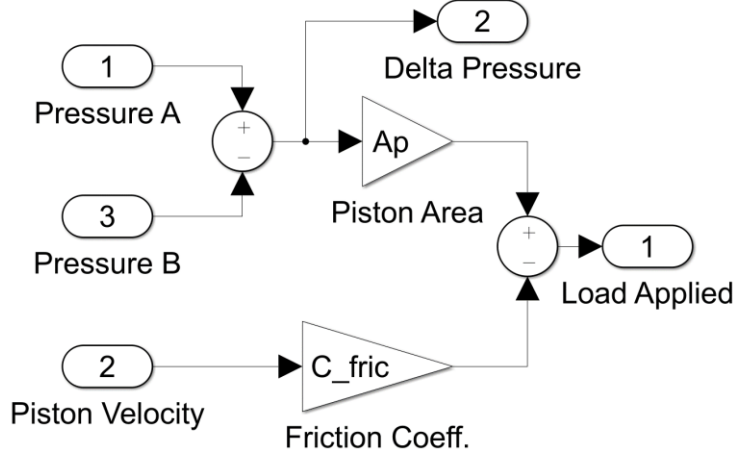 2
Delta Pressure
1
Pressure A
+
−
Ap
Piston Area
3
Pressure B
+
−
1
Load Applied
2
Piston Velocity
C_fric
Friction Coeff.